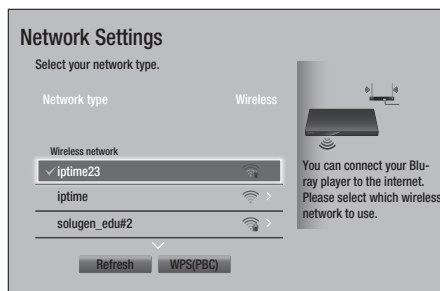 Network Settings
Select your network type.
Network type Wireless
Wireless network
iptime23
iptime
solugen_edu#2
Refresh WPS(PBC)
You can connect your Blu-
ray player to the internet.
Please select which wireless
network to use.